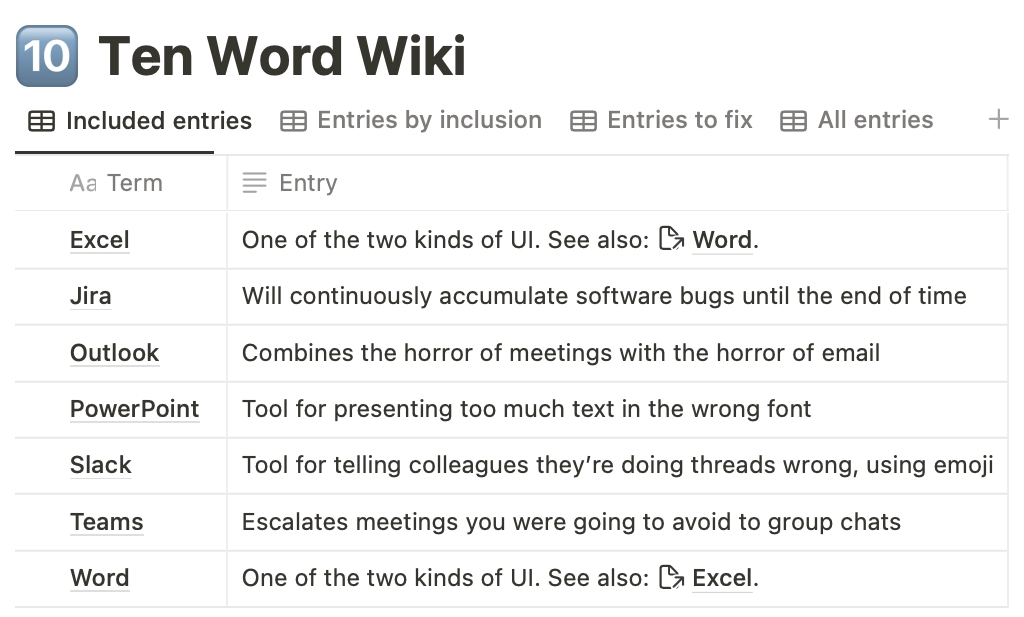 10 Ten Word Wiki
Included entries Entries by inclusion Entries to fix All entries +
Aa Term Entry
Excel One of the two kinds of UI. See also: Word.
Jira Will continuously accumulate software bugs until the end of time
Outlook Combines the horror of meetings with the horror of email
PowerPoint Tool for presenting too much text in the wrong font
Slack Tool for telling colleagues they’re doing threads wrong, using emoji
Teams Escalates meetings you were going to avoid to group chats
Word One of the two kinds of UI. See also: Excel.